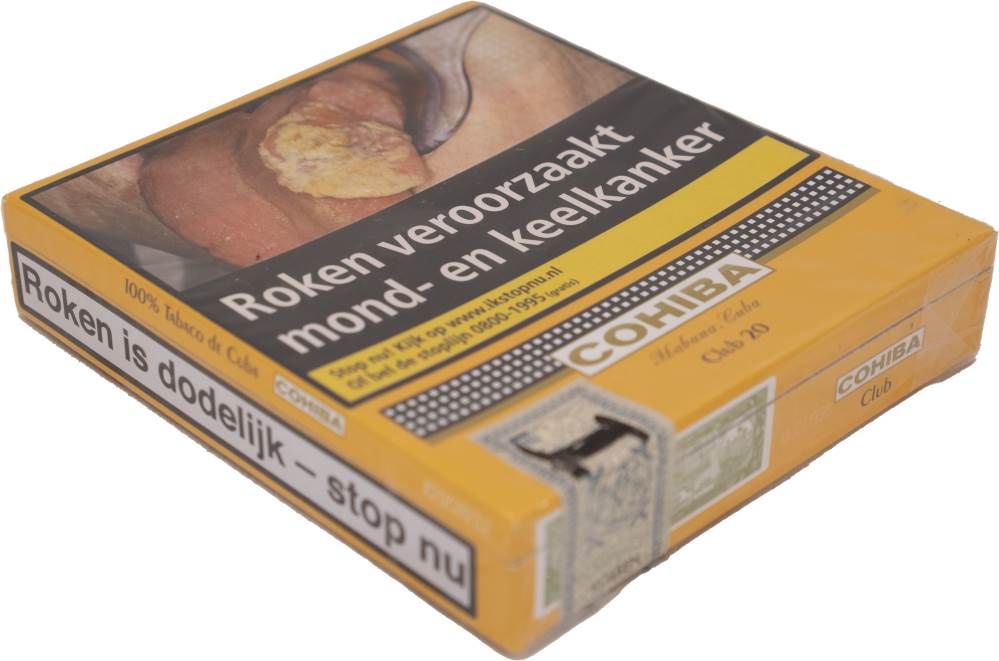 Roken veroorzaakt
mond- en keelkanker
Stop nu! Kijk op www.ikstopnu.nl
Of bel de stoplijn 0800-1995 (gratis)
COHIBA
Habana, Cuba
Club 20
100% Tabaco de Cuba
COHIBA
Roken is dodelijk – stop nu
COHIBA
Club